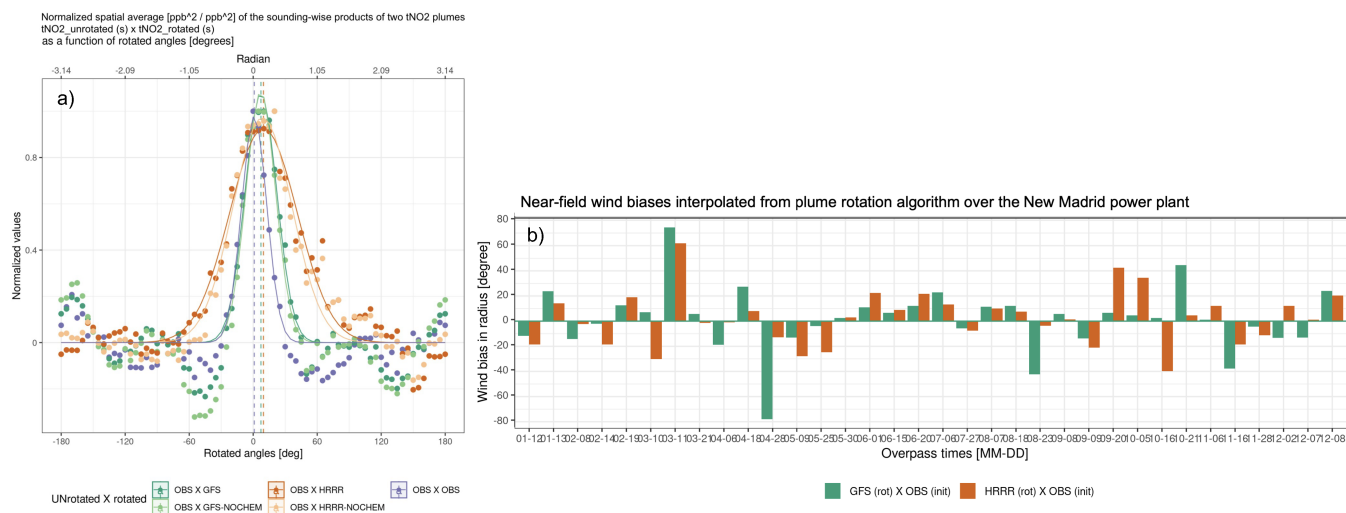 Normalized spatial average [ppb^2 / ppb^2] of the sounding-wise products of two tNO2 plumes
tNO2_unrotated (s) x tNO2_rotated (s)
as a function of rotated angles [degrees]
Radian
-3.14 -2.09 -1.05 0 1.05 2.09 3.14
a)
Normalized values
0.8
0.4
0
-180 -120 -60 0 60 120 180
Rotated angles [deg]
UNrotated X rotated
OBS X GFS OBS X HRRR OBS X OBS
OBS X GFS-NOCHEM OBS X HRRR-NOCHEM
Near-field wind biases interpolated from plume rotation algorithm over the New Madrid power plant
b)
Wind bias in radius [degree]
80
60
40
20
0
-20
-40
-60
-80
01-12 01-13 02-08 02-14 02-19 03-10 03-11 03-21 04-06 04-18 04-28 05-09 05-25 05-30 06-01 06-15 06-20 07-06 07-27 08-07 08-18 08-23 09-08 09-09 09-20 10-05 10-16 10-21 11-06 11-16 11-28 12-02 12-07 12-08
Overpass times [MM-DD]
GFS (rot) X OBS (init) HRRR (rot) X OBS (init)